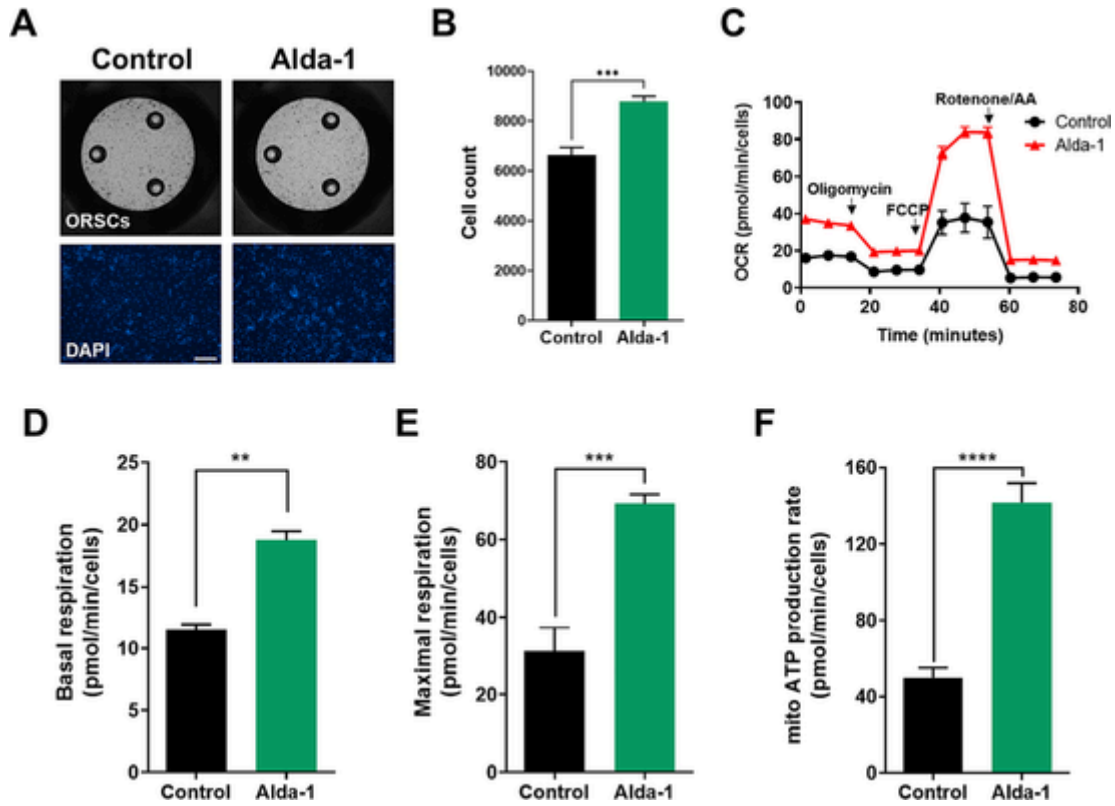 A
Control
Alda-1
ORSCs
DAPI
B
Cell count
10000
8000
6000
4000
2000
0
***
Control
Alda-1
C
OCR (pmol/min/cells)
100
80
60
40
20
0
Oligomycin
FCCP
Rotenone/AA
Control
Alda-1
0
20
40
60
80
Time (minutes)
D
Basal respiration
(pmol/min/cells)
25
20
15
10
5
0
**
Control
Alda-1
E
Maximal respiration
(pmol/min/cells)
80
60
40
20
0
***
Control
Alda-1
F
mito ATP production rate
(pmol/min/cells)
160
120
80
40
0
****
Control
Alda-1